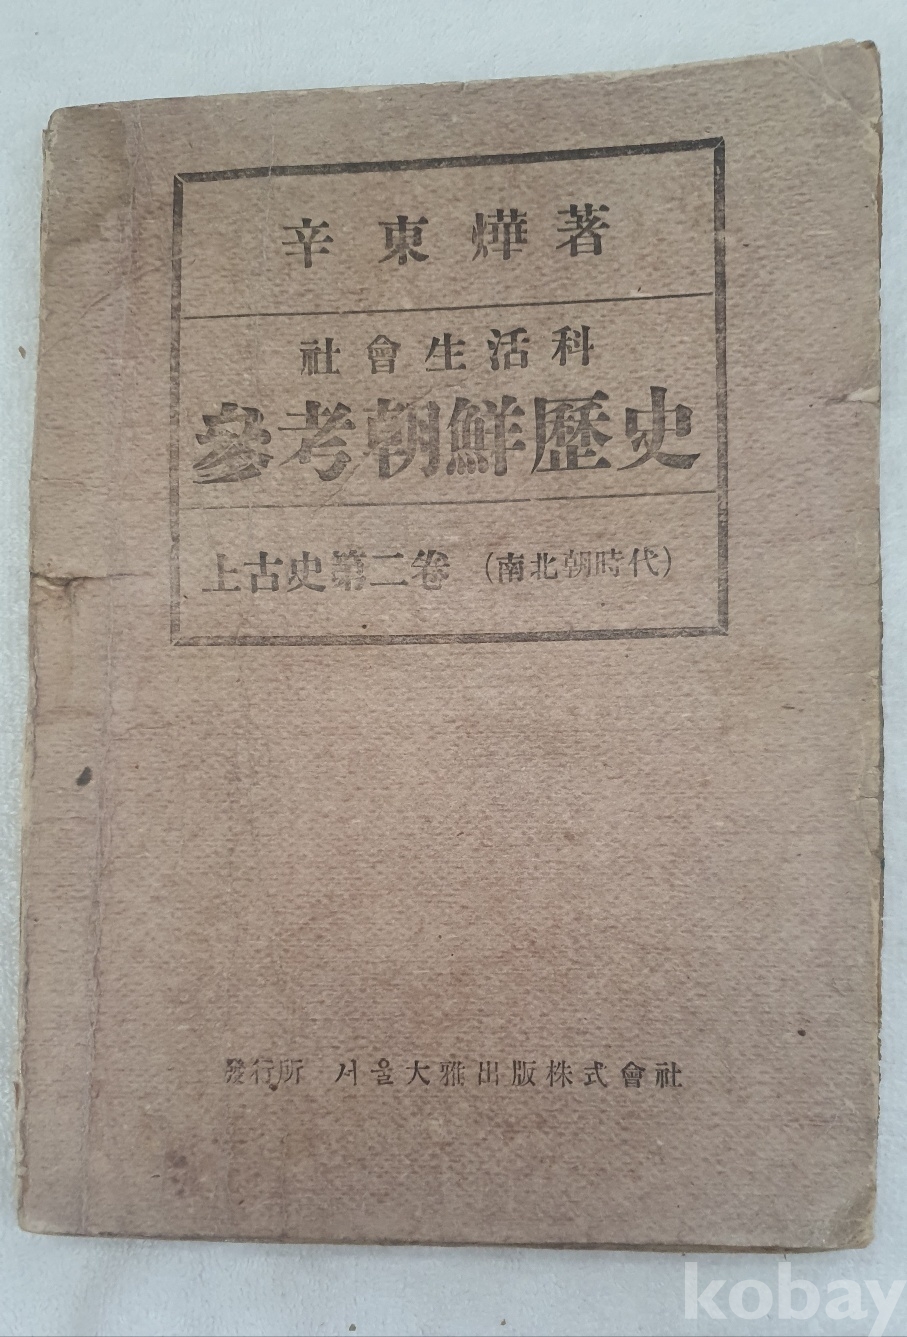 辛東燁著
社會生活科
參考朝鮮歷史
上古史第二卷 (南北朝時代)
發行所 서울大雅出版株式會社
kobay